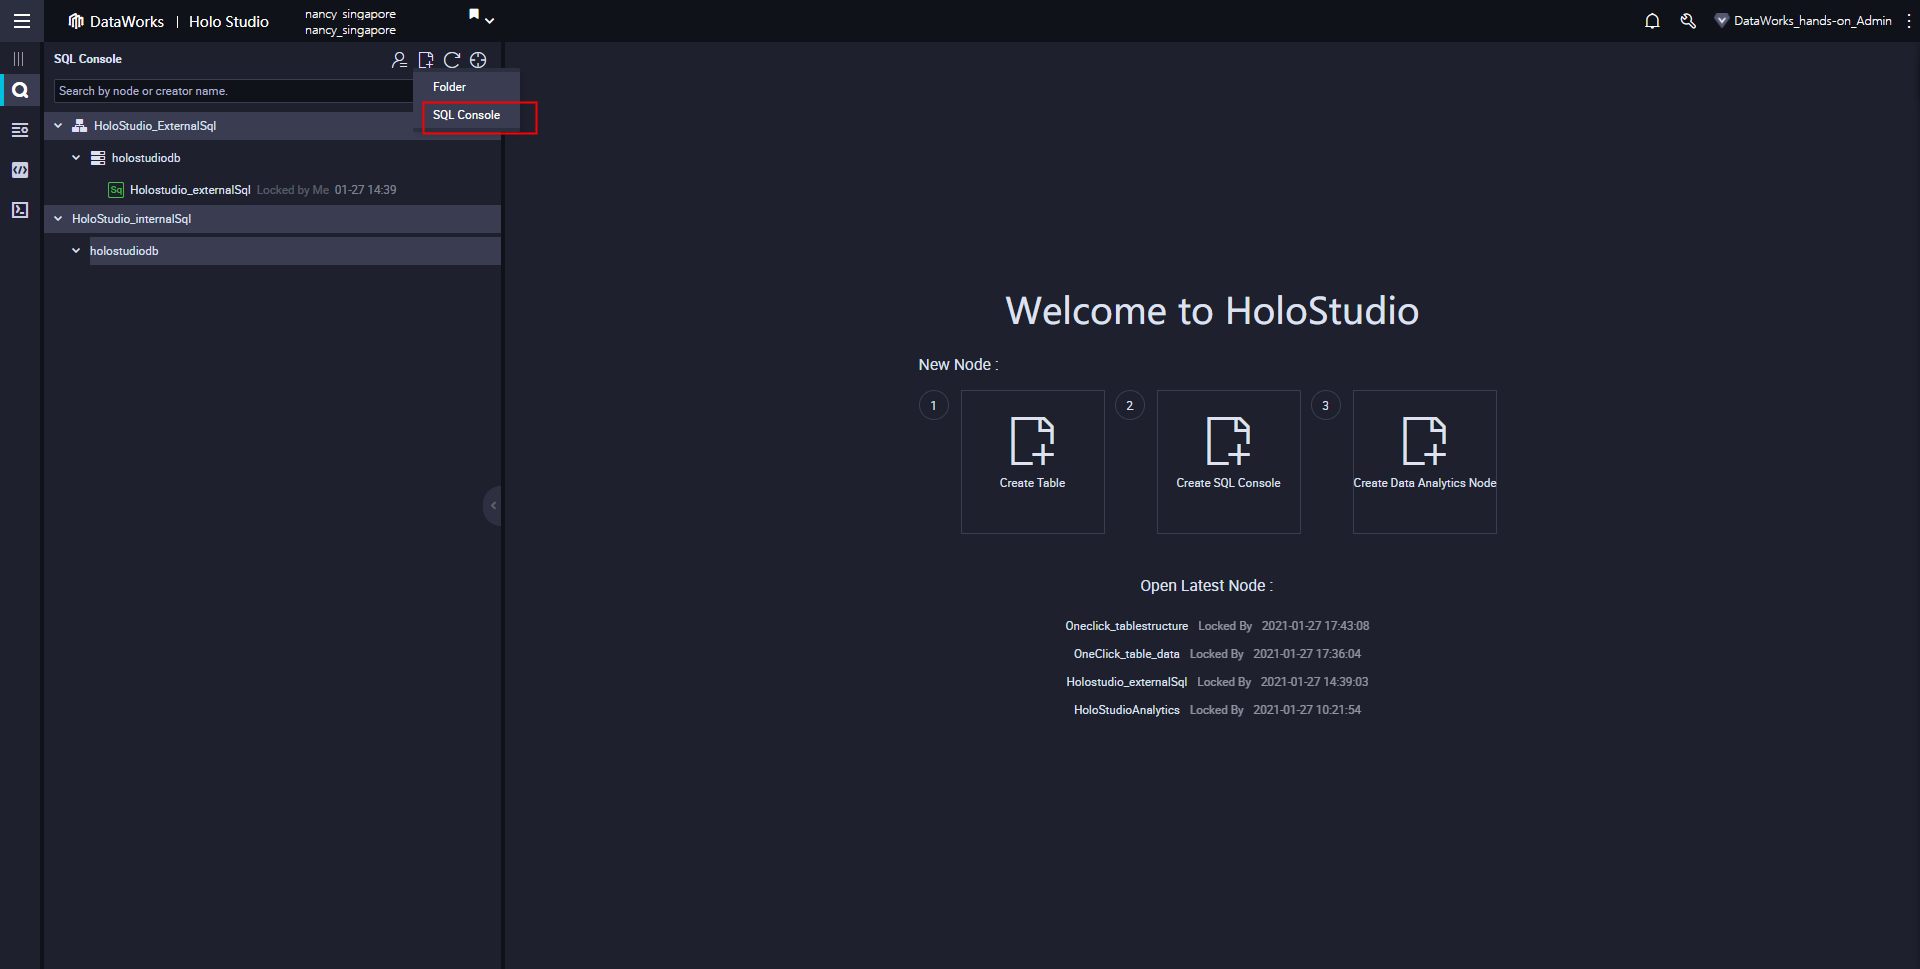 DataWorks | Holo Studio
nancy_singapore
nancy_singapore
DataWorks_hands-on_Admin
SQL Console
Search by node or creator name.
Folder
SQL Console
HoloStudio_ExternalSql
holostudiodb
Sq Holostudio_externalSql Locked by Me 01-27 14:39
HoloStudio_internalSql
holostudiodb
Welcome to HoloStudio
New Node :
1
Create Table
2
Create SQL Console
3
Create Data Analytics Node
Open Latest Node :
Oneclick_tablestructure Locked By 2021-01-27 17:43:08
OneClick_table_data Locked By 2021-01-27 17:36:04
Holostudio_externalSql Locked By 2021-01-27 14:39:03
HoloStudioAnalytics Locked By 2021-01-27 10:21:54